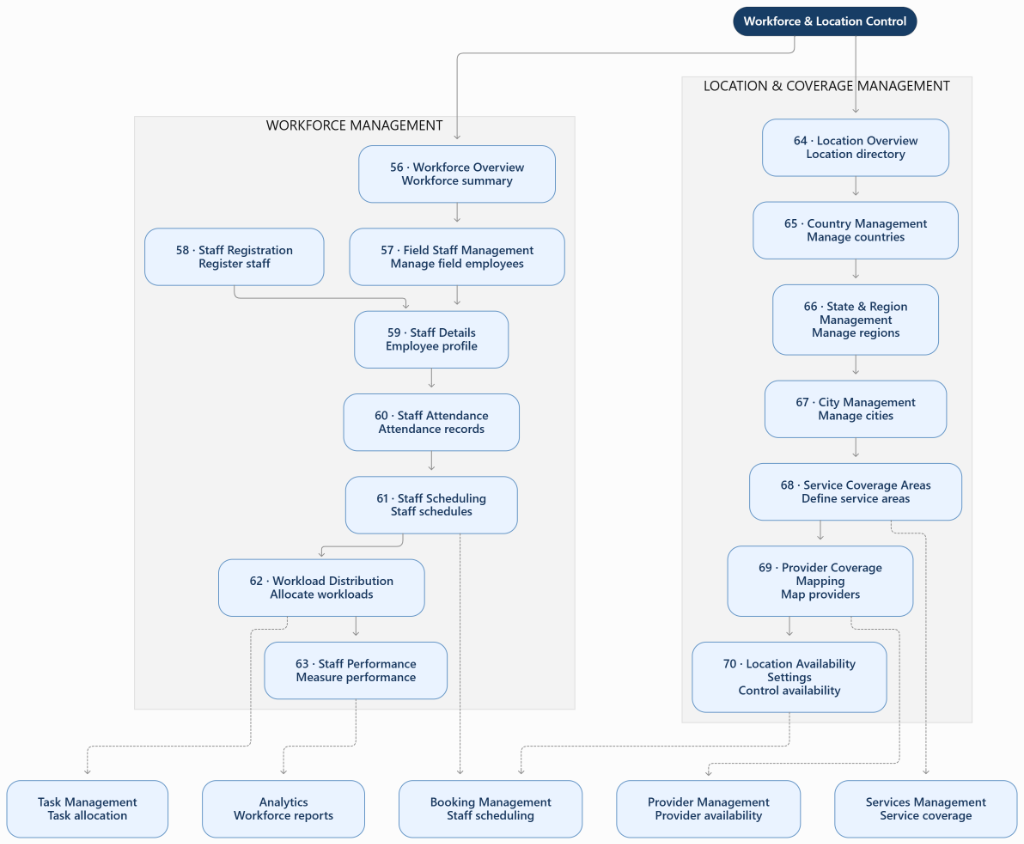 Workforce & Location Control
LOCATION & COVERAGE MANAGEMENT
WORKFORCE MANAGEMENT
56 · Workforce Overview
Workforce summary
58 · Staff Registration
Register staff
57 · Field Staff Management
Manage field employees
59 · Staff Details
Employee profile
60 · Staff Attendance
Attendance records
61 · Staff Scheduling
Staff schedules
62 · Workload Distribution
Allocate workloads
63 · Staff Performance
Measure performance
64 · Location Overview
Location directory
65 · Country Management
Manage countries
66 · State & Region
Management
Manage regions
67 · City Management
Manage cities
68 · Service Coverage Areas
Define service areas
69 · Provider Coverage
Mapping
Map providers
70 · Location Availability
Settings
Control availability
Task Management
Task allocation
Analytics
Workforce reports
Booking Management
Staff scheduling
Provider Management
Provider availability
Services Management
Service coverage